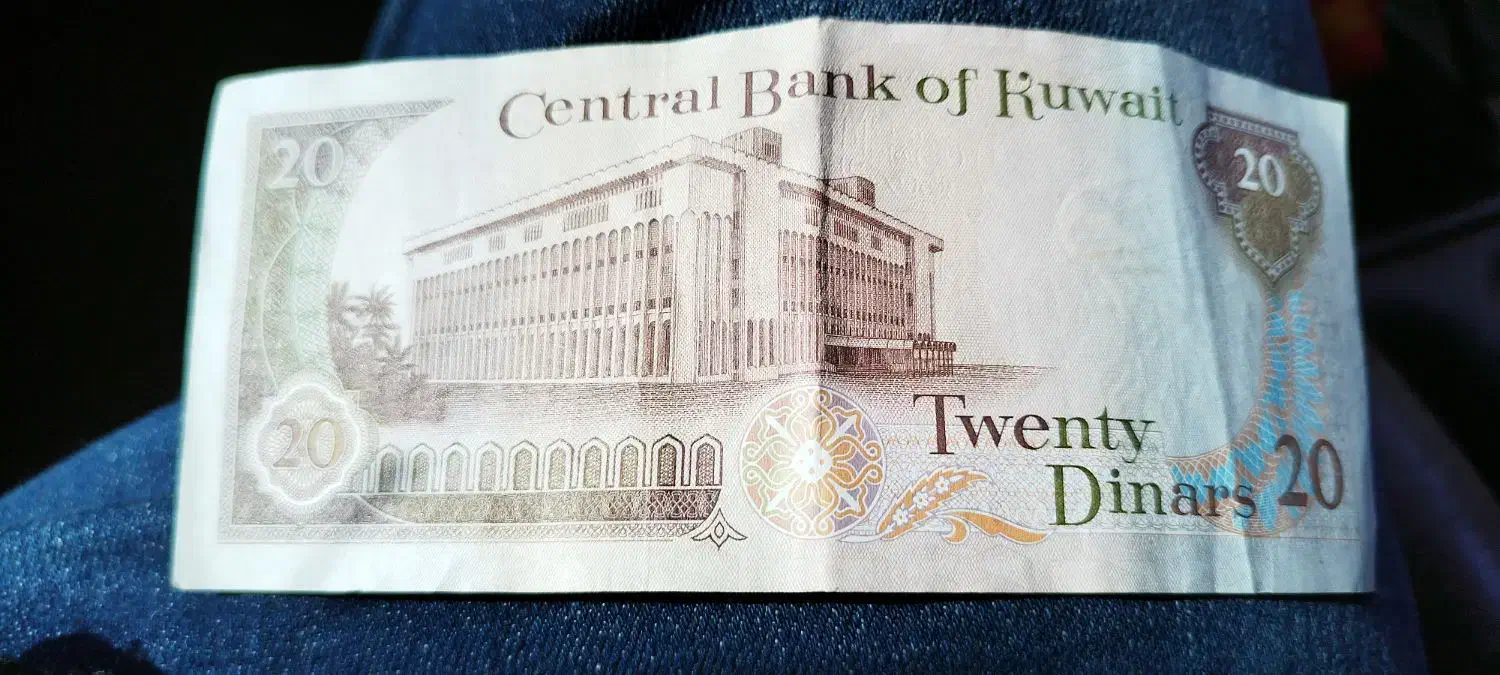 Central Bank of Kuwait
20
20
20
Twenty
Dinars 20